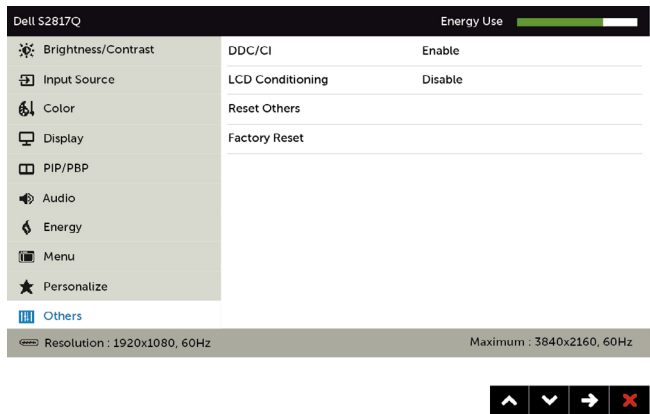 Dell S2817Q Energy Use
Brightness/Contrast DDC/CI Enable
Input Source LCD Conditioning Disable
Color Reset Others
Display Factory Reset
PIP/PBP
Audio
Energy
Menu
Personalize
Others
Resolution : 1920x1080, 60Hz Maximum : 3840x2160, 60Hz